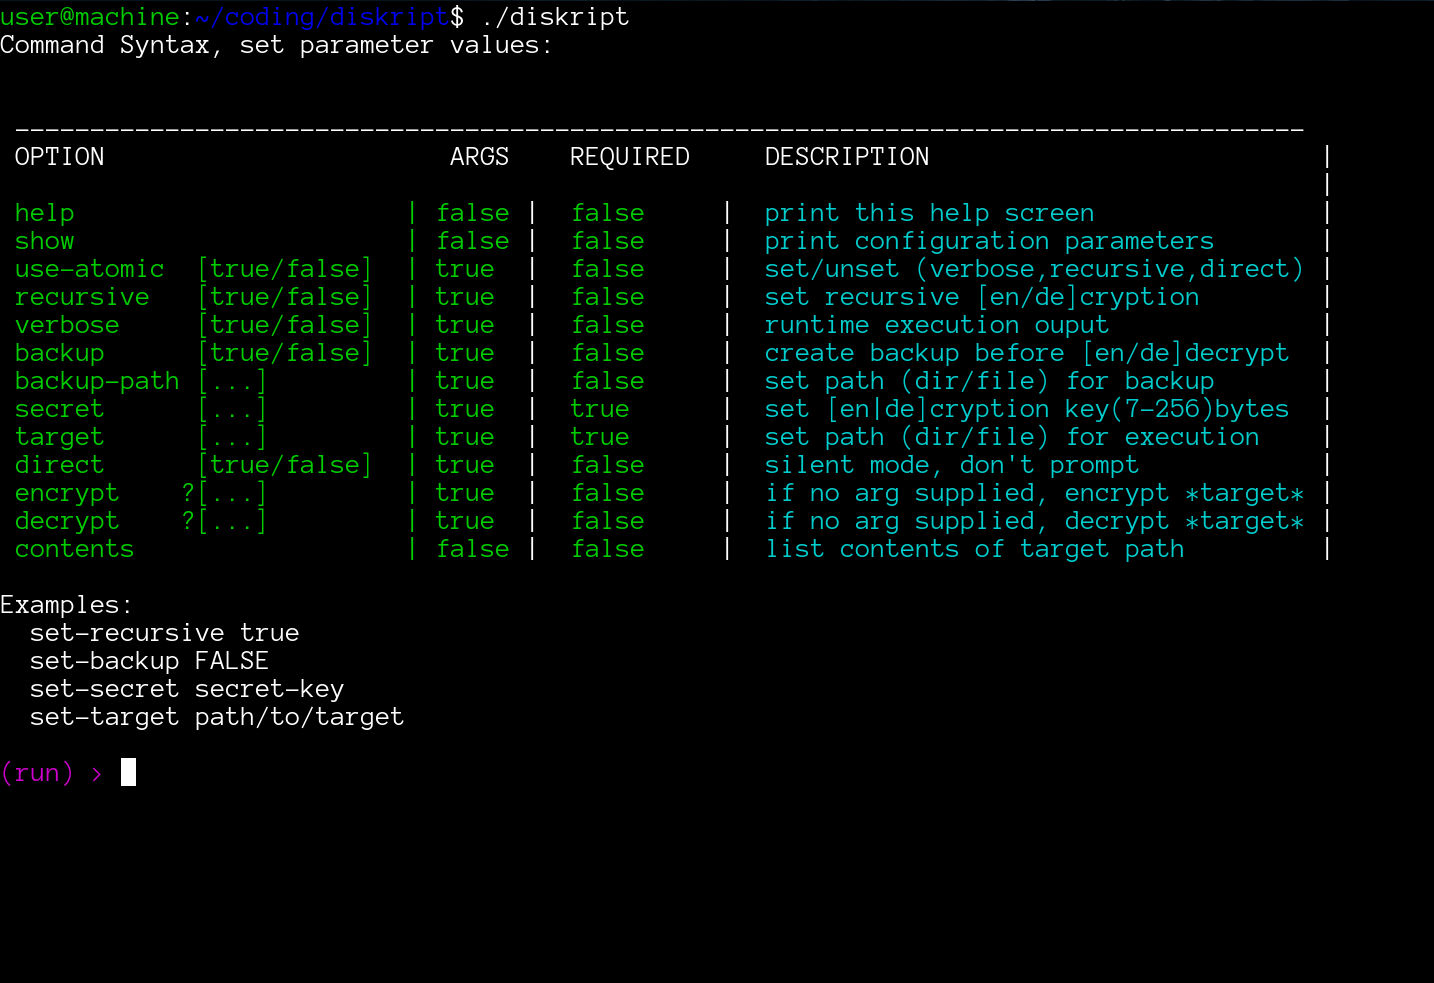 user@machine:~/coding/diskript$ ./diskript
Command Syntax, set parameter values:
--------------------------------------------------------------------------------------
OPTION                       ARGS    REQUIRED     DESCRIPTION                          |
                                                                                       |
help                      | false |  false     |  print this help screen               |
show                      | false |  false     |  print configuration parameters       |
use-atomic  [true/false]  | true  |  false     |  set/unset (verbose,recursive,direct) |
recursive   [true/false]  | true  |  false     |  set recursive [en/de]cryption        |
verbose     [true/false]  | true  |  false     |  runtime execution ouput              |
backup      [true/false]  | true  |  false     |  create backup before [en/de]decrypt  |
backup-path [...]         | true  |  false     |  set path (dir/file) for backup       |
secret      [...]         | true  |  true      |  set [en|de]cryption key(7-256)bytes  |
target      [...]         | true  |  true      |  set path (dir/file) for execution    |
direct      [true/false]  | true  |  false     |  silent mode, don't prompt            |
encrypt    ?[...]         | true  |  false     |  if no arg supplied, encrypt *target* |
decrypt    ?[...]         | true  |  false     |  if no arg supplied, decrypt *target* |
contents                  | false |  false     |  list contents of target path         |
Examples:
  set-recursive true
  set-backup FALSE
  set-secret secret-key
  set-target path/to/target
(run) >